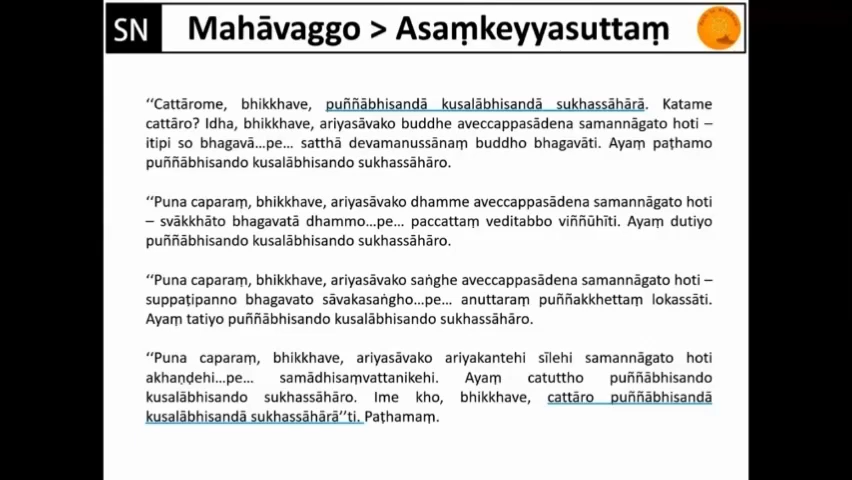 SN
Mahāvaggo > Asaṃkeyyasuttaṃ
‘‘Cattārome, bhikkhave, puññābhisandā kusalābhisandā sukhassāhārā. Katame
cattāro? Idha, bhikkhave, ariyasāvako buddhe aveccappasādena samannāgato hoti –
itipi so bhagavā…pe… satthā devamanussānaṃ buddho bhagavāti. Ayaṃ paṭhamo
puññābhisando kusalābhisando sukhassāhāro.
‘‘Puna caparaṃ, bhikkhave, ariyasāvako dhamme aveccappasādena samannāgato hoti
– svākkhāto bhagavatā dhammo…pe… paccattaṃ veditabbo viññūhīti. Ayaṃ dutiyo
puññābhisando kusalābhisando sukhassāhāro.
‘‘Puna caparaṃ, bhikkhave, ariyasāvako saṅghe aveccappasādena samannāgato hoti –
suppaṭipanno bhagavato sāvakasaṅgho…pe… anuttaraṃ puññakkhettaṃ lokassāti.
Ayaṃ tatiyo puññābhisando kusalābhisando sukhassāhāro.
‘‘Puna caparaṃ, bhikkhave, ariyasāvako ariyakantehi sīlehi samannāgato hoti
akhaṇḍehi…pe… samādhisaṃvattanikehi. Ayaṃ catuttho puññābhisando
kusalābhisando sukhassāhāro. Ime kho, bhikkhave, cattāro puññābhisandā
kusalābhisandā sukhassāhārā’’ti. Paṭhamaṃ.